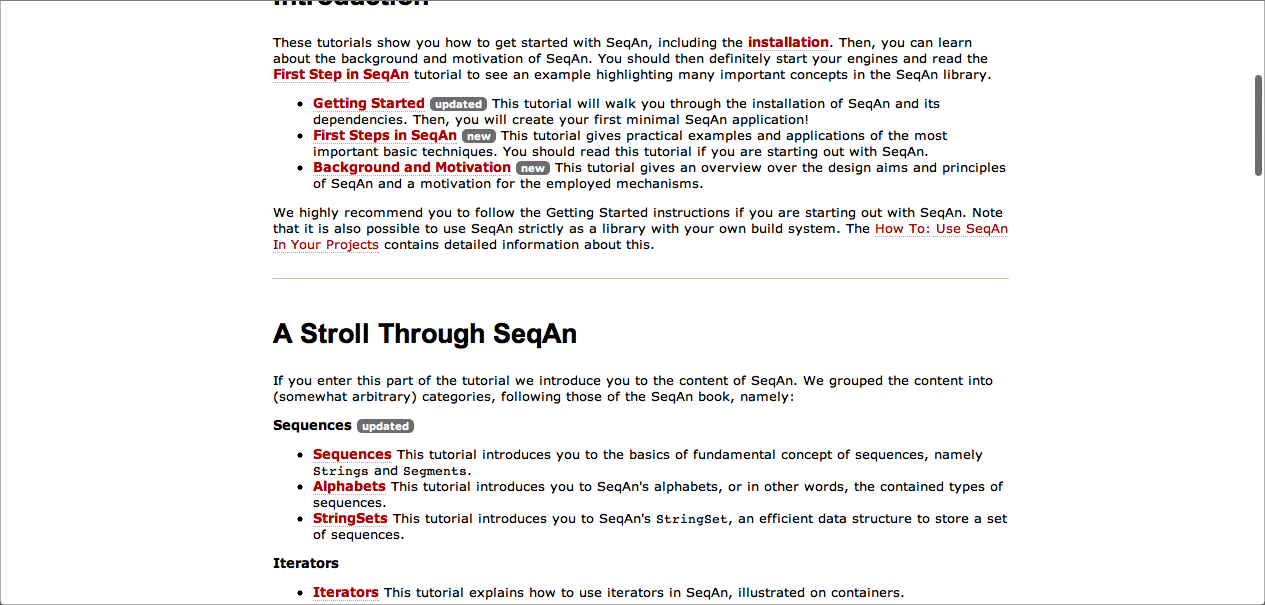 Introduction
These tutorials show you how to get started with SeqAn, including the installation. Then, you can learn
about the background and motivation of SeqAn. You should then definitely start your engines and read the
First Step in SeqAn tutorial to see an example highlighting many important concepts in the SeqAn library.
• Getting Started updated This tutorial will walk you through the installation of SeqAn and its
dependencies. Then, you will create your first minimal SeqAn application!
• First Steps in SeqAn new This tutorial gives practical examples and applications of the most
important basic techniques. You should read this tutorial if you are starting out with SeqAn.
• Background and Motivation new This tutorial gives an overview over the design aims and principles
of SeqAn and a motivation for the employed mechanisms.
We highly recommend you to follow the Getting Started instructions if you are starting out with SeqAn. Note
that it is also possible to use SeqAn strictly as a library with your own build system. The How To: Use SeqAn
In Your Projects contains detailed information about this.
A Stroll Through SeqAn
If you enter this part of the tutorial we introduce you to the content of SeqAn. We grouped the content into
(somewhat arbitrary) categories, following those of the SeqAn book, namely:
Sequences updated
• Sequences This tutorial introduces you to the basics of fundamental concept of sequences, namely
Strings and Segments.
• Alphabets This tutorial introduces you to SeqAn's alphabets, or in other words, the contained types of
sequences.
• StringSets This tutorial introduces you to SeqAn's StringSet, an efficient data structure to store a set
of sequences.
Iterators
• Iterators This tutorial explains how to use iterators in SeqAn, illustrated on containers.